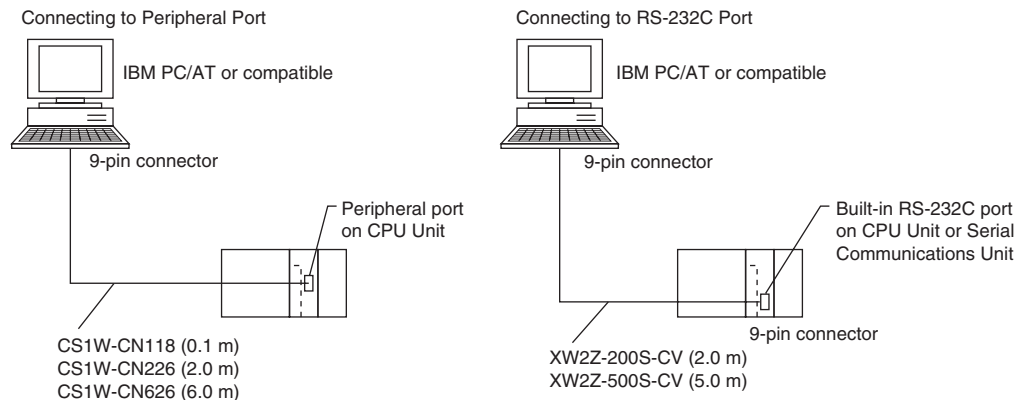 Connecting to Peripheral Port
IBM PC/AT or compatible
9-pin connector
Peripheral port
on CPU Unit
CS1W-CN118 (0.1 m)
CS1W-CN226 (2.0 m)
CS1W-CN626 (6.0 m)
Connecting to RS-232C Port
IBM PC/AT or compatible
9-pin connector
Built-in RS-232C port
on CPU Unit or Serial
Communications Unit
9-pin connector
XW2Z-200S-CV (2.0 m)
XW2Z-500S-CV (5.0 m)